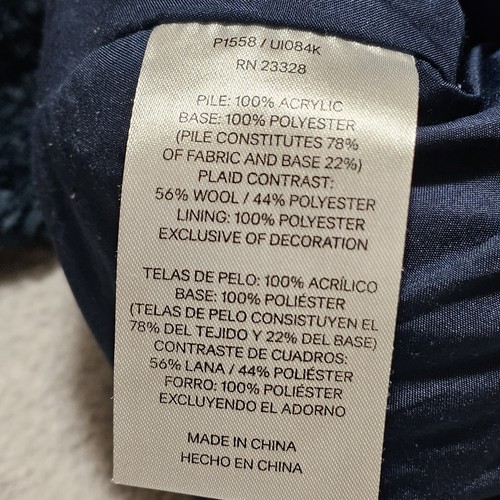 P1558 / UI084K
RN 23328
PILE: 100% ACRYLIC
BASE: 100% POLYESTER
(PILE CONSTITUTES 78%
OF FABRIC AND BASE 22%)
PLAID CONTRAST:
56% WOOL / 44% POLYESTER
LINING: 100% POLYESTER
EXCLUSIVE OF DECORATION
TELAS DE PELO: 100% ACRÍLICO
BASE: 100% POLIÉSTER
(TELAS DE PELO CONSISTUYEN EL
78% DEL TEJIDO Y 22% DEL BASE)
CONTRASTE DE CUADROS:
56% LANA / 44% POLIÉSTER
FORRO: 100% POLIÉSTER
EXCLUYENDO EL ADORNO
MADE IN CHINA
HECHO EN CHINA